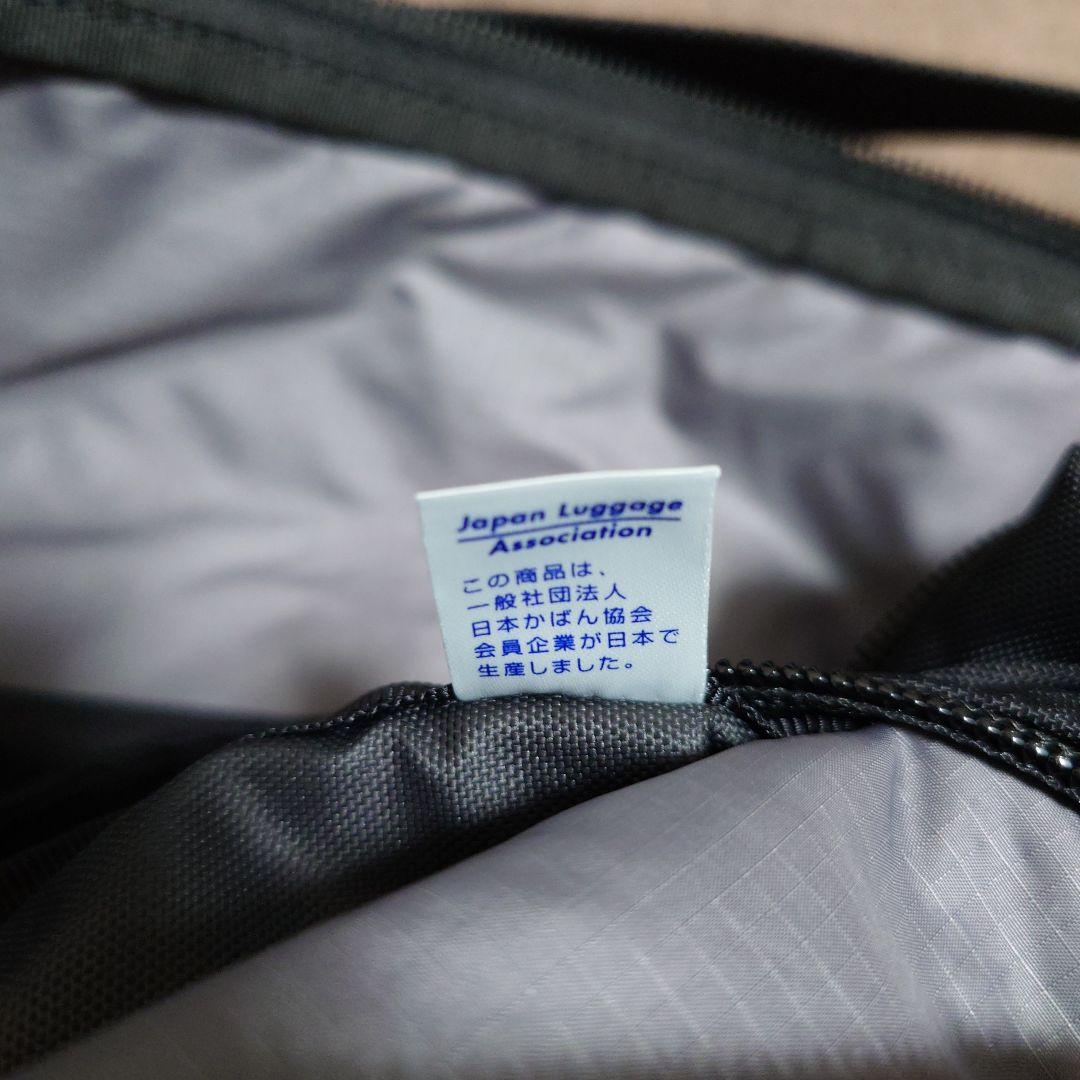 Japan Luggage
Association
この商品は、
一般社団法人
日本かばん協会
会員企業が日本で
生産しました。